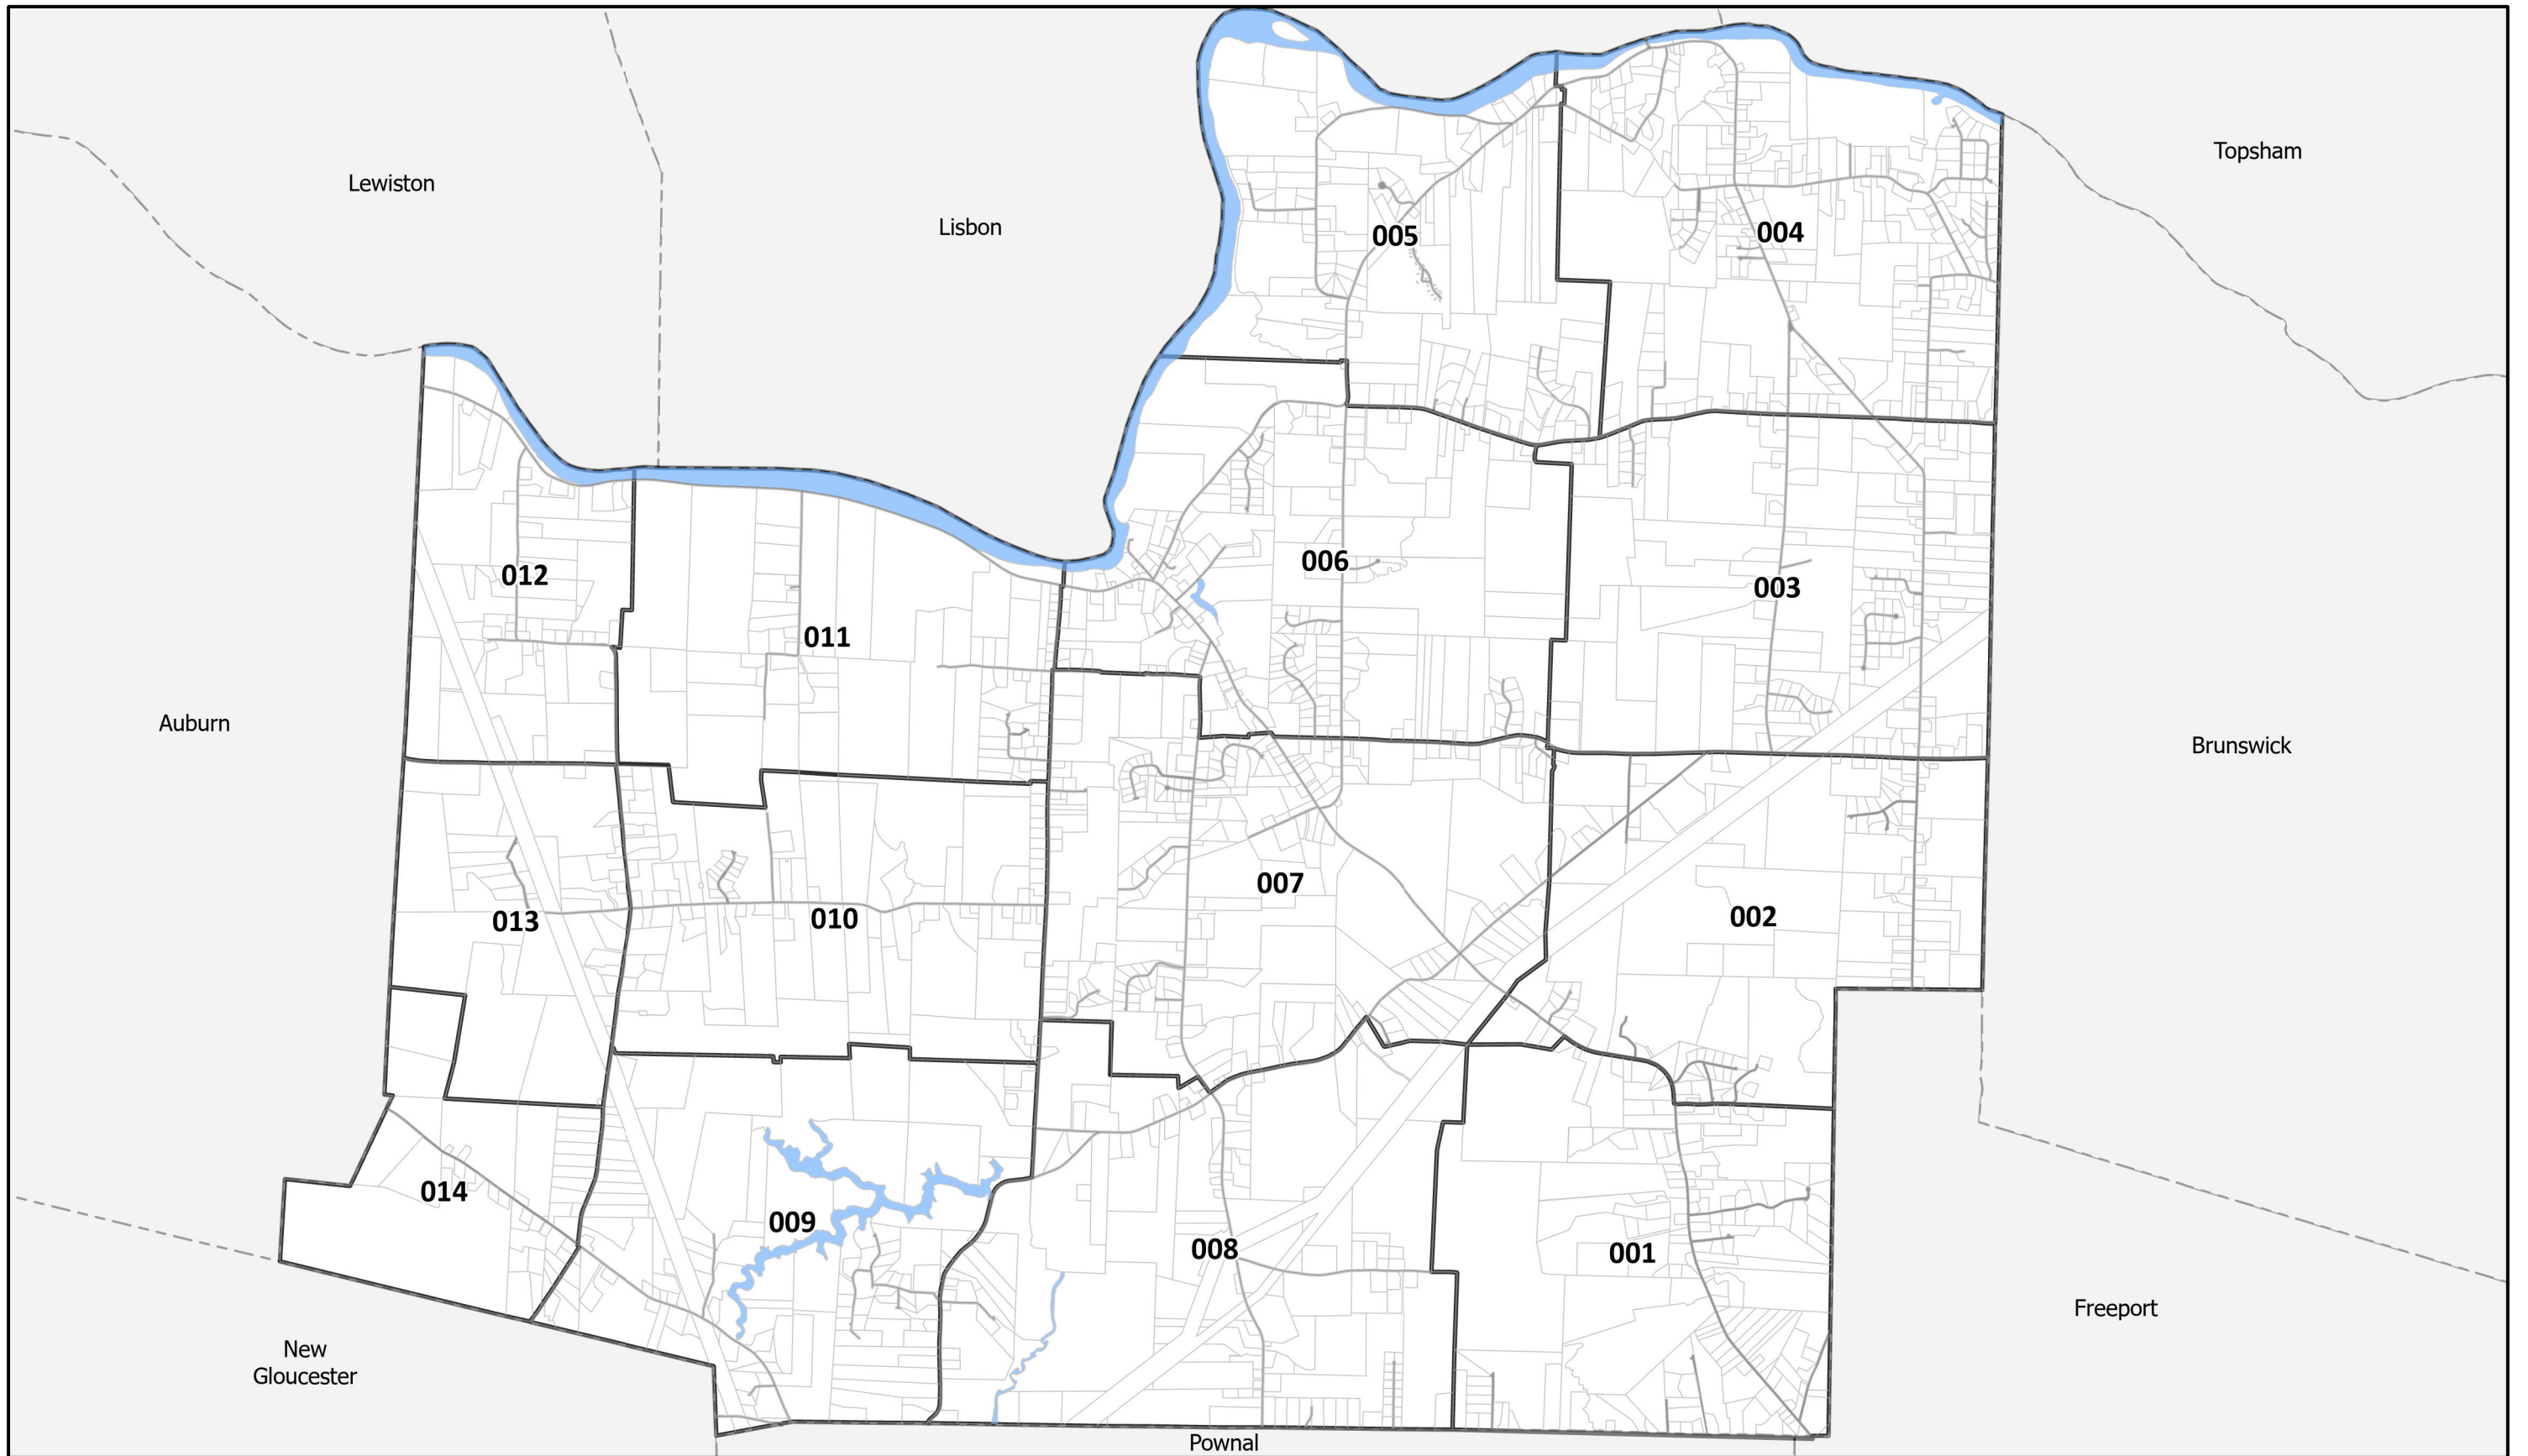 Topsham
Lewiston
Lisbon
005
004
006
012
003
011
Auburn
Brunswick
007
002
010
013
014
009
008
001
Freeport
New
Gloucester
Pownal